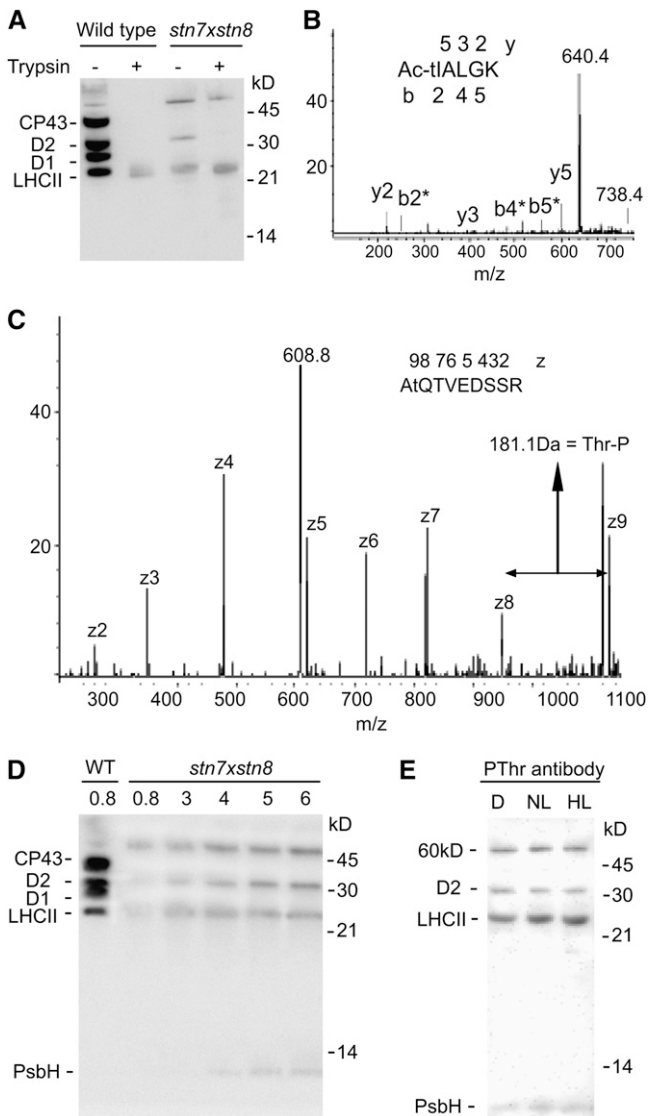 A
Wild type stn7xstn8
Trypsin - + - +
kD
CP43-
D2
D1
LHCII
-45
-30
-21
-14
B
5 3 2 y
Ac-tIALGK
b 2 4 5
640.4
40
20
y2
b2*
y3
b4*
b5*
y5
738.4
200 300 400 500 600 700
m/z
C
98 76 5 432 z
AtQTVEDSSR
608.8
181.1Da = Thr-P
40
20
z2
z3
z4
z5
z6
z7
z8
z9
300 400 500 600 700 800 900 1000 1100
m/z
D
WT stn7xstn8
0.8 0.8 3 4 5 6
kD
CP43-
D2
D1
LHCII
PsbH -
-45
-30
-21
-14
E
PThr antibody
D NL HL
kD
60kD -
D2 -
LHCII -
PsbH -
-45
-30
-21
-14